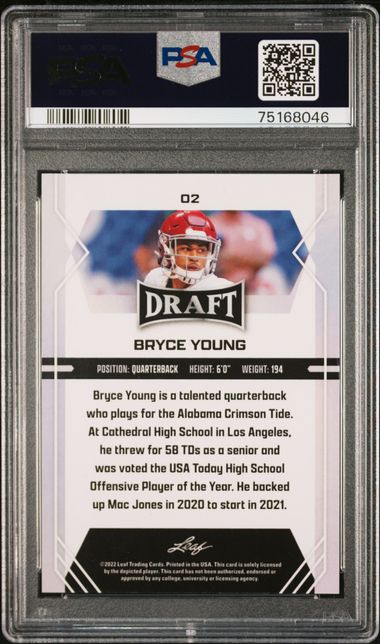 PSA
PSA
75168046
02
DRAFT
BRYCE YOUNG
POSITION: QUARTERBACK HEIGHT: 6'0" WEIGHT: 194
Bryce Young is a talented quarterback
who plays for the Alabama Crimson Tide.
At Cathedral High School in Los Angeles,
he threw for 58 TDs as a senior and
was voted the USA Today High School
Offensive Player of the Year. He backed
up Mac Jones in 2020 to start in 2021.
Leaf
©2022 Leaf Trading Cards. Printed in the USA. This card is solely licensed
by the depicted player. This card has not been authorized, endorsed or
approved by any college, university or licensing agency.